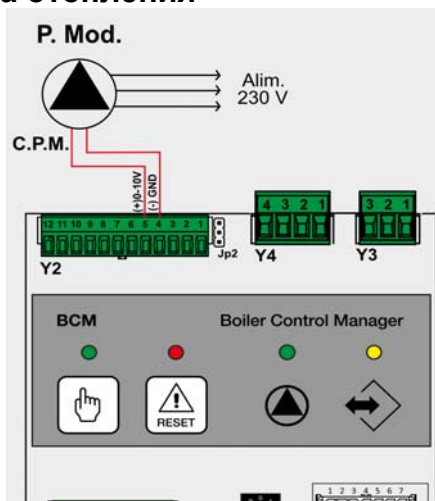 а отопления
P. Mod.
Alim.
230 V
C.P.M.
(+)0-10V
(-) GND
12 11 10 9 8 7 6 5 4 3 2 1
4 3 2 1
3 2 1
Jp2
Y2
Y4
Y3
BCM
Boiler Control Manager
RESET
1 2 3 4 5 6 7